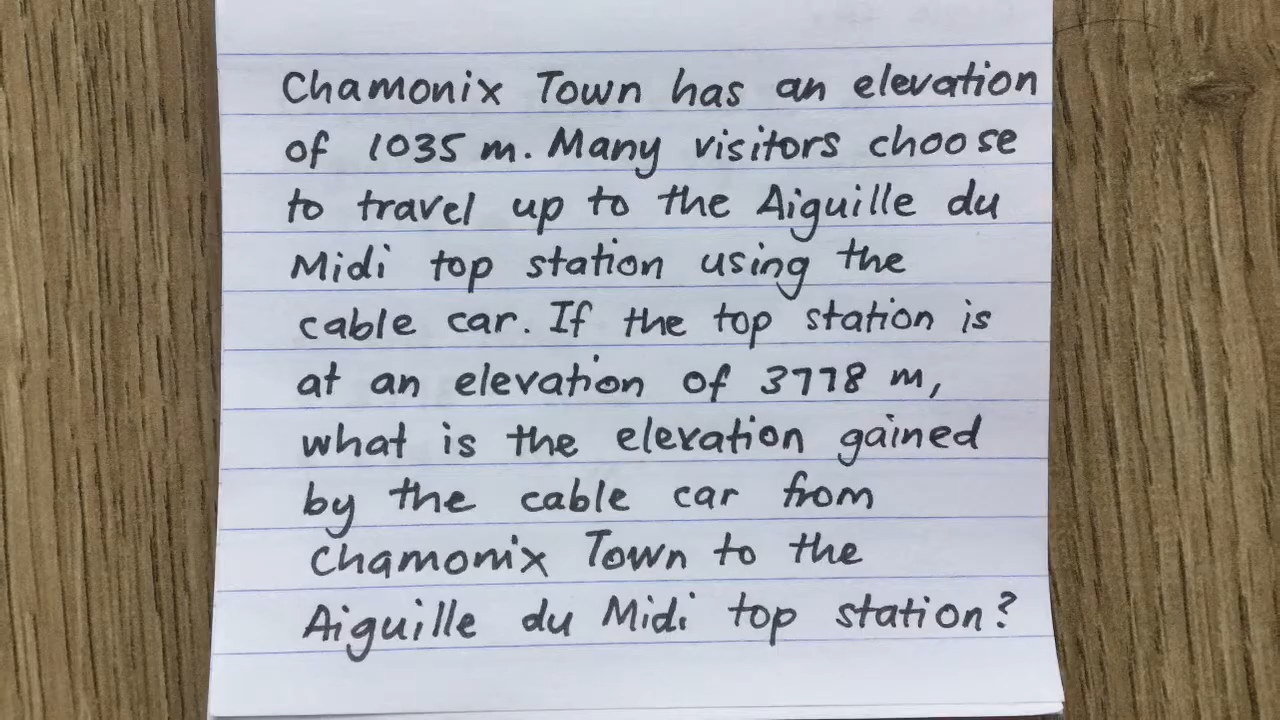 Chamonix Town has an elevation
of 1035 m. Many visitors choose
to travel up to the Aiguille du
Midi top station using the
cable car. If the top station is
at an elevation of 3778 m,
what is the elevation gained
by the cable car from
Chamonix Town to the
Aiguille du Midi top station?